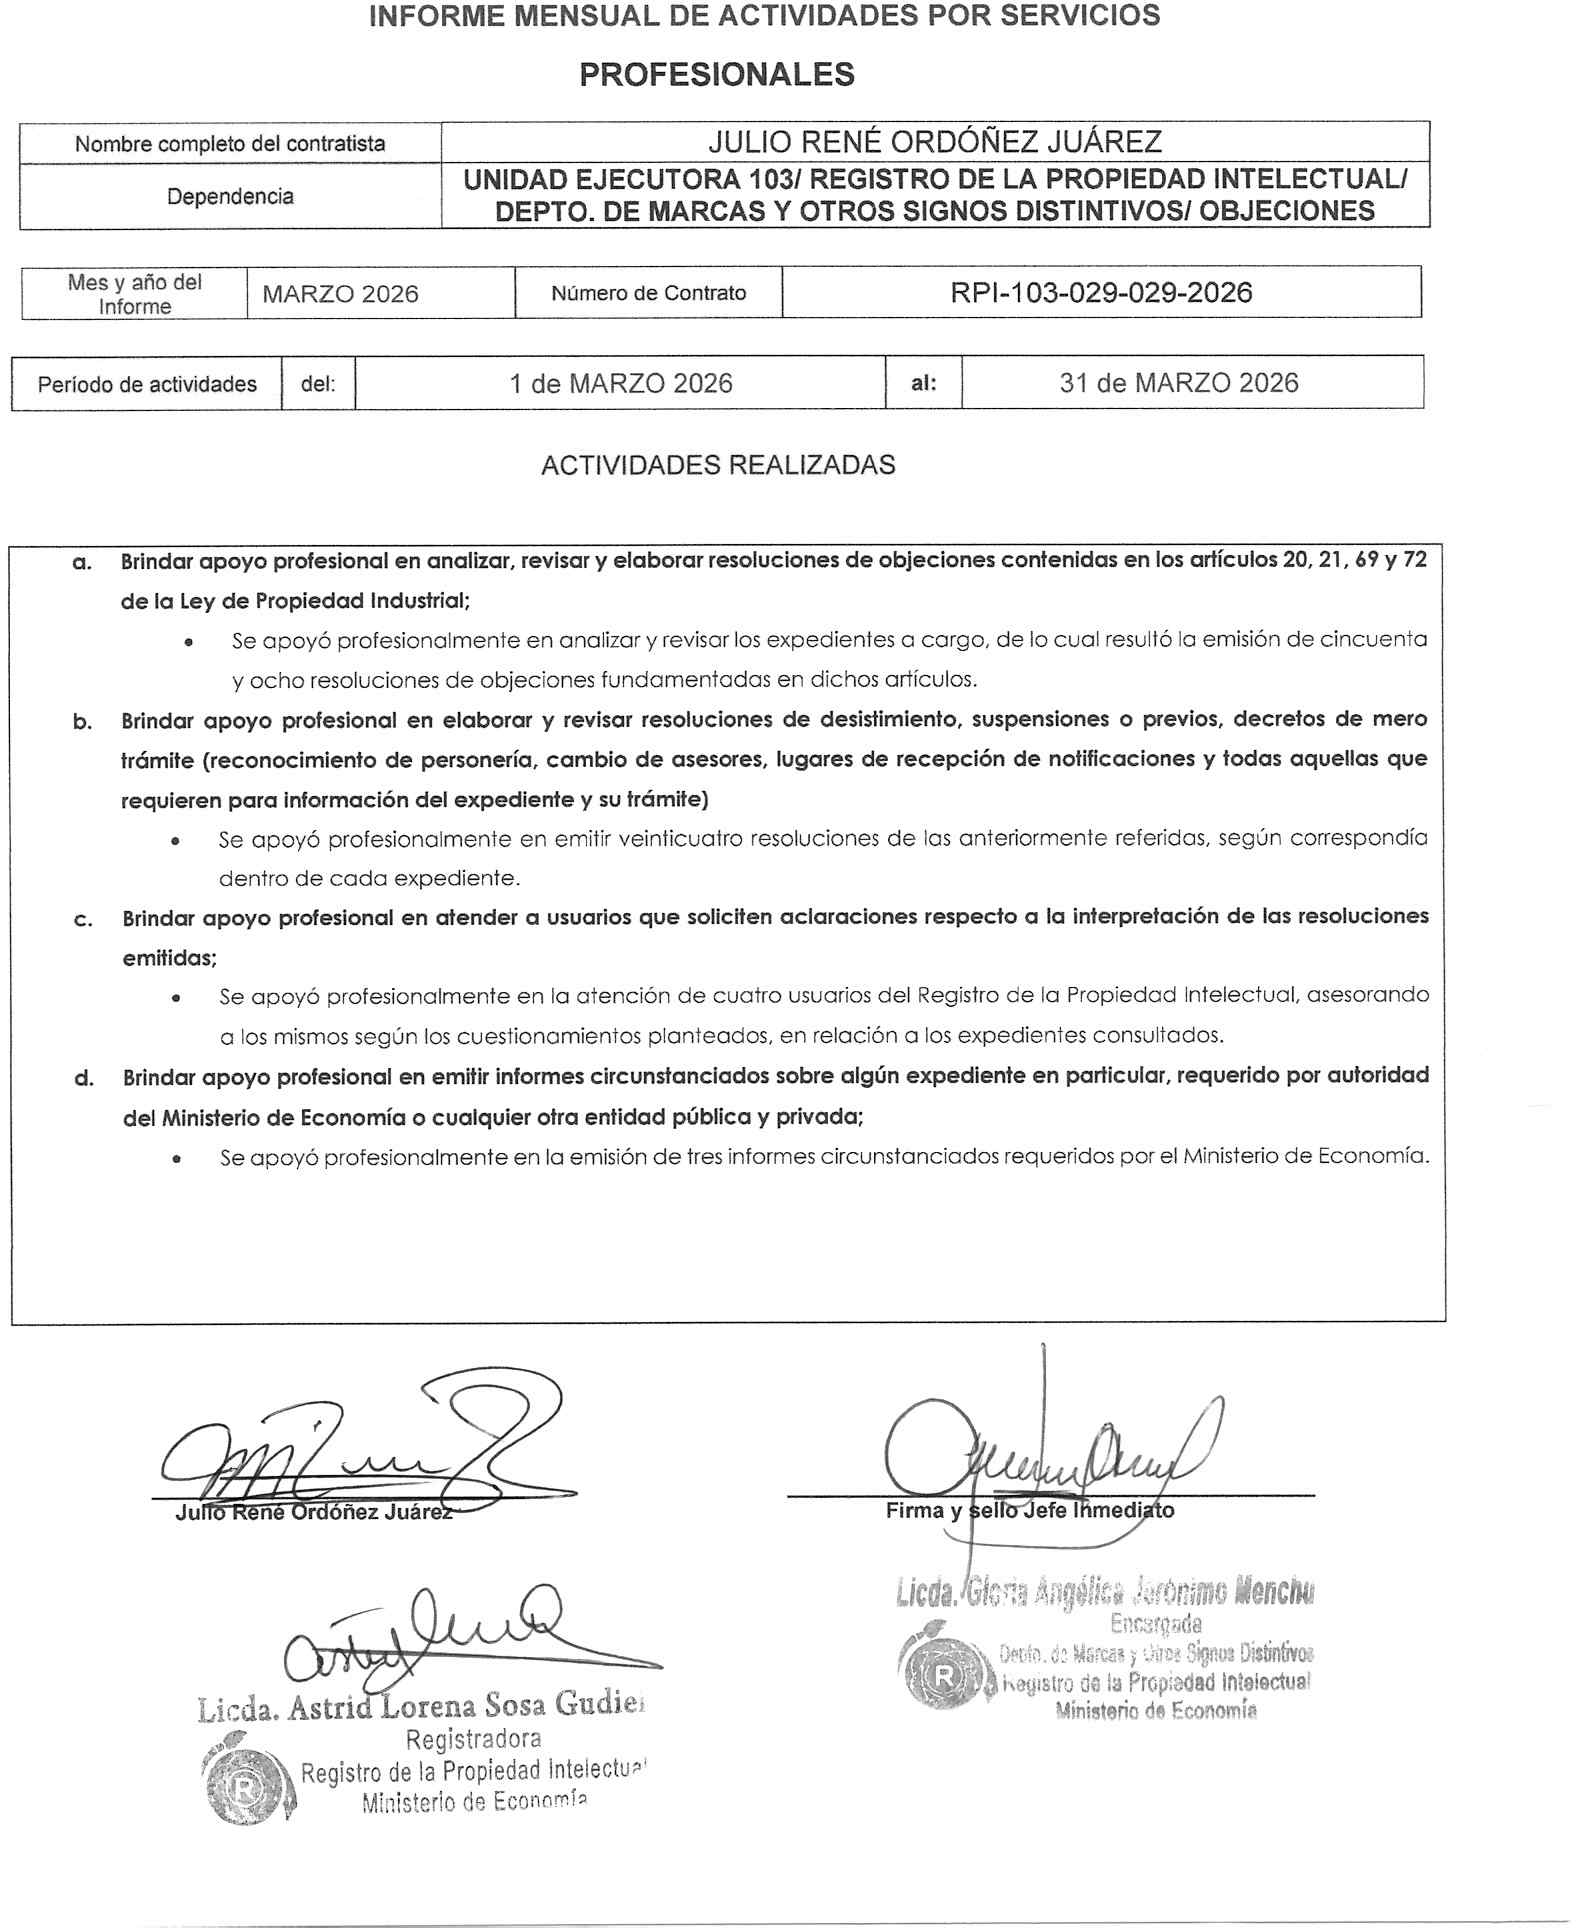 INFORME MENSUAL DE ACTIVIDADES POR SERVICIOS
PROFESIONALES
Nombre completo del contratista
JULIO RENÉ ORDÓÑEZ JUÁREZ
Dependencia
UNIDAD EJECUTORA 103/ REGISTRO DE LA PROPIEDAD INTELECTUAL/
DEPTO. DE MARCAS Y OTROS SIGNOS DISTINTIVOS/ OBJECIONES
Mes y año del
Informe
MARZO 2026
Número de Contrato
RPI-103-029-029-2026
Período de actividades
del:
1 de MARZO 2026
al:
31 de MARZO 2026
ACTIVIDADES REALIZADAS
a. Brindar apoyo profesional en analizar, revisar y elaborar resoluciones de objeciones contenidas en los artículos 20, 21, 69 y 72
de la Ley de Propiedad Industrial;
• Se apoyó profesionalmente en analizar y revisar los expedientes a cargo, de lo cual resultó la emisión de cincuenta
y ocho resoluciones de objeciones fundamentadas en dichos artículos.
b. Brindar apoyo profesional en elaborar y revisar resoluciones de desistimiento, suspensiones o previos, decretos de mero
trámite (reconocimiento de personería, cambio de asesores, lugares de recepción de notificaciones y todas aquellas que
requieren para información del expediente y su trámite)
• Se apoyó profesionalmente en emitir veinticuatro resoluciones de las anteriormente referidas, según correspondía
dentro de cada expediente.
c. Brindar apoyo profesional en atender a usuarios que soliciten aclaraciones respecto a la interpretación de las resoluciones
emitidas;
• Se apoyó profesionalmente en la atención de cuatro usuarios del Registro de la Propiedad Intelectual, asesorando
a los mismos según los cuestionamientos planteados, en relación a los expedientes consultados.
d. Brindar apoyo profesional en emitir informes circunstanciados sobre algún expediente en particular, requerido por autoridad
del Ministerio de Economía o cualquier otra entidad pública y privada;
• Se apoyó profesionalmente en la emisión de tres informes circunstanciados requeridos por el Ministerio de Economía.
Julio René Ordóñez Juárez
Firma y sello Jefe Inmediato
Licda. Gloria Angélica Jerónimo Menchu
Encargada
Depto. de Marcas y Otros Signos Distintivos
Registro de la Propiedad Intelectual
Ministerio de Economía
R
Licda. Astrid Lorena Sosa Gudiel
Registradora
Registro de la Propiedad Intelectual
Ministerio de Economía
R